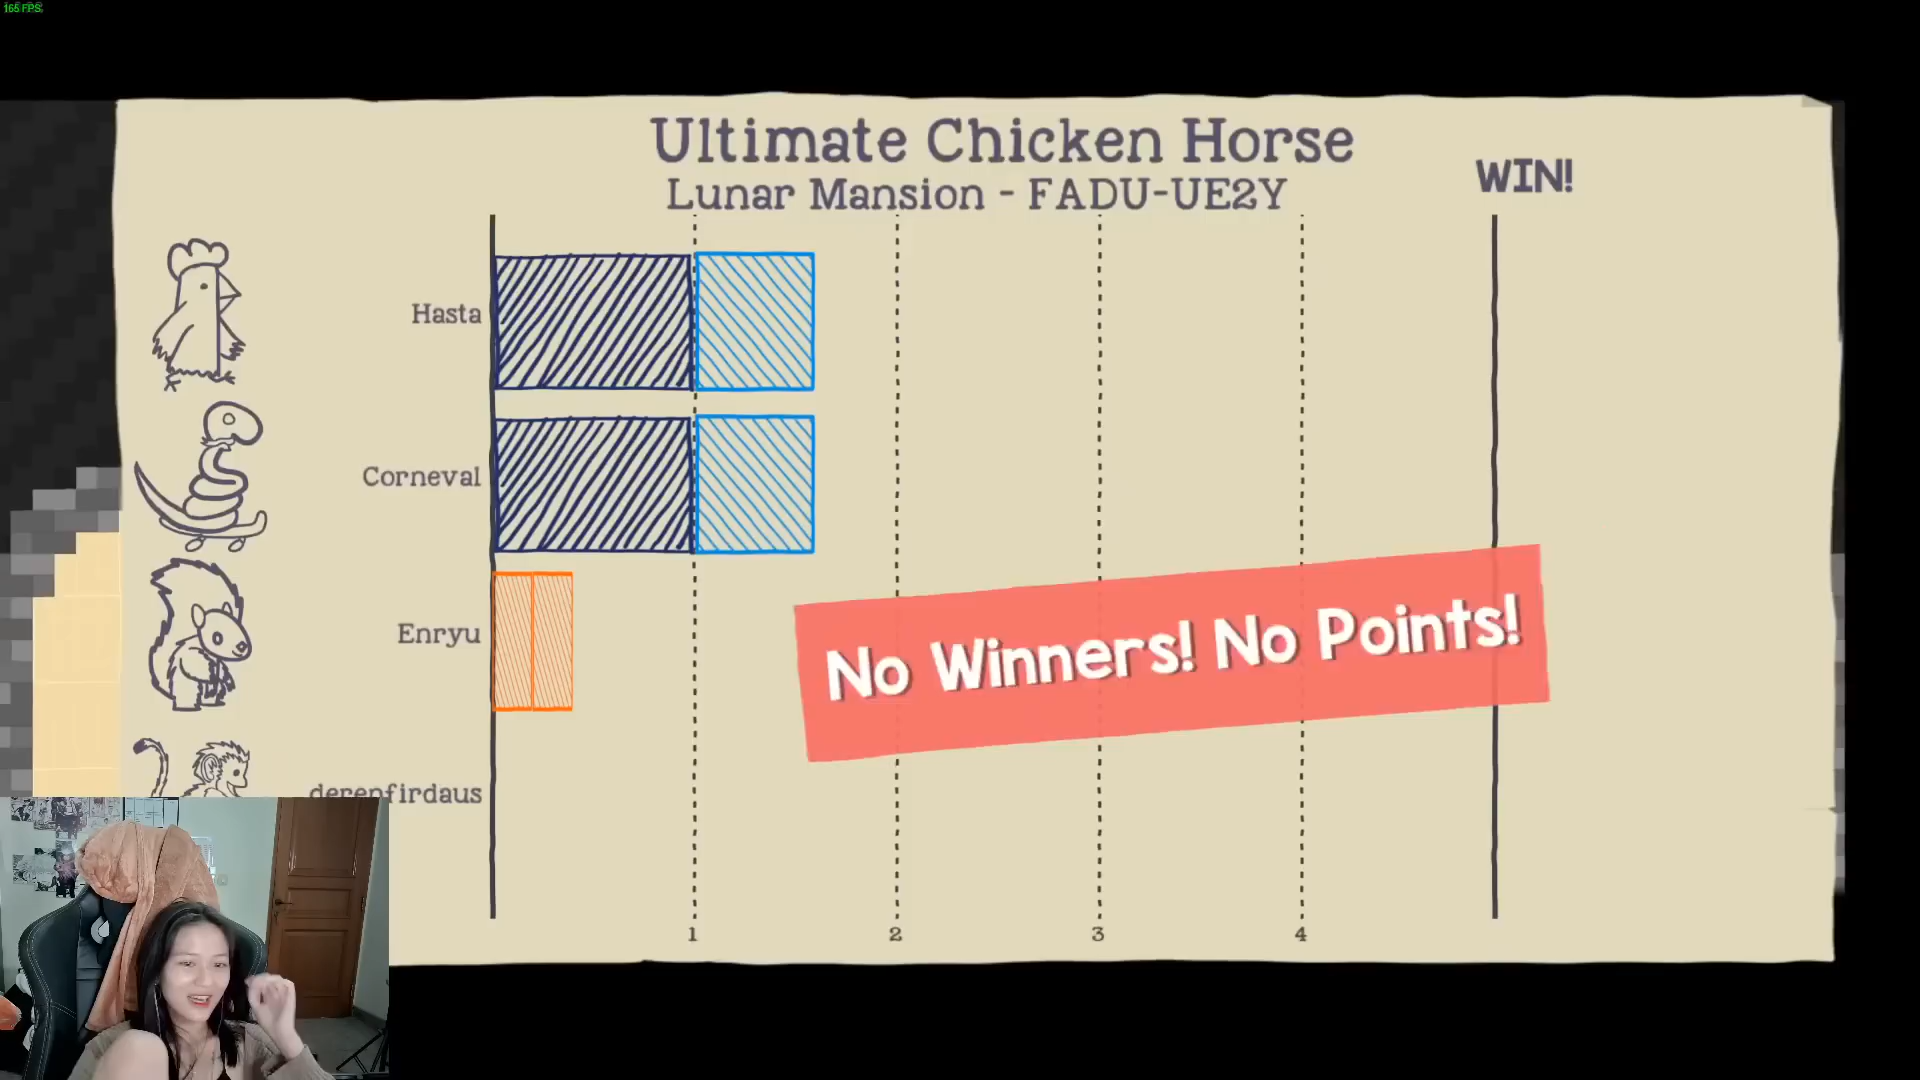 165 FPS
Ultimate Chicken Horse
Lunar Mansion - FADU-UE2Y
WIN!
Hasta
Corneval
Enryu
No Winners! No Points!
derenfirdaus
1 2 3 4